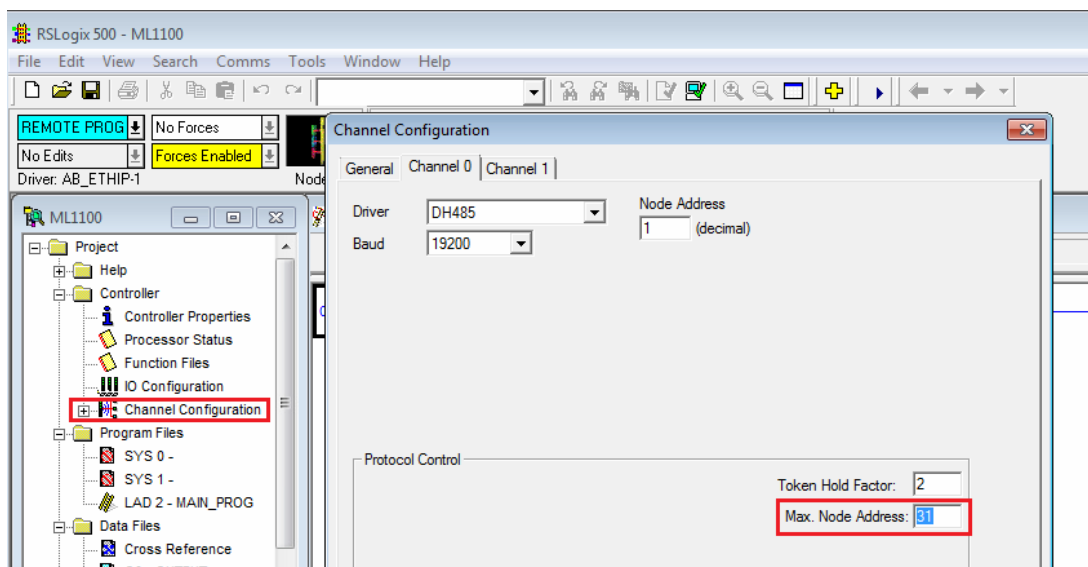 RSLogix 500 - ML1100
File Edit View Search Comms Tools Window Help
REMOTE PROG No Forces
No Edits Forces Enabled
Driver: AB_ETHIP-1 Node
ML1100
Project
Help
Controller
Controller Properties
Processor Status
Function Files
IO Configuration
Channel Configuration
Program Files
SYS 0 -
SYS 1 -
LAD 2 - MAIN_PROG
Data Files
Cross Reference
Channel Configuration
General Channel 0 Channel 1
Driver DH485
Baud 19200
Node Address
1 (decimal)
Protocol Control
Token Hold Factor: 2
Max. Node Address: 31